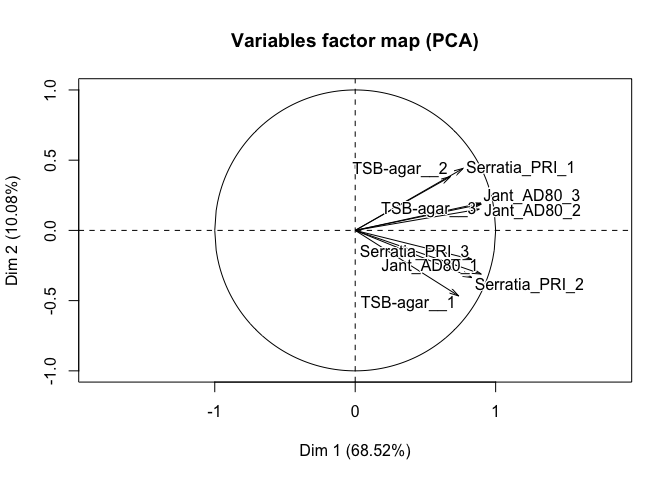 Variables factor map (PCA)
Dim 2 (10.08%)
1.0
0.5
0.0
-0.5
-1.0
TSB-agar__2
Serratia_PRI_1
Jant_AD80_3
TSB-agar__3
Jant_AD80_2
Serratia_PRI_3
Jant_AD80_1
Serratia_PRI_2
TSB-agar__1
-1
0
1
Dim 1 (68.52%)